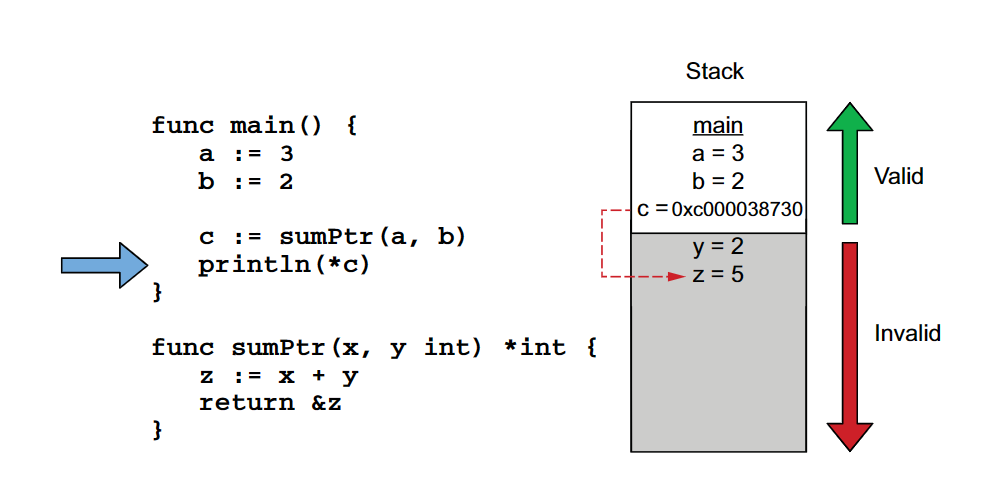 func main() {
a := 3
b := 2
c := sumPtr(a, b)
println(*c)
}
func sumPtr(x, y int) *int {
z := x + y
return &z
}
Stack
main
a = 3
b = 2
c = 0xc000038730
y = 2
z = 5
Valid
Invalid